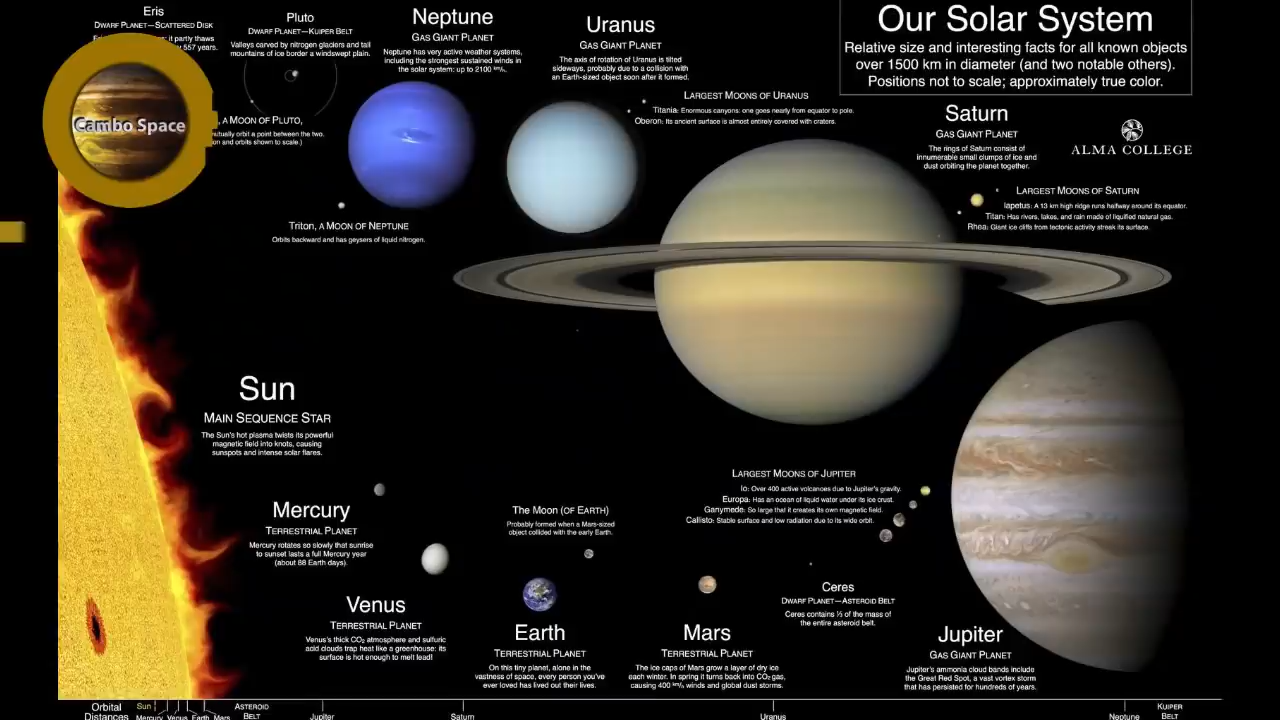 Eris
Dwarf Planet—Scattered Disk
it partly thaws
557 years.
Pluto
Dwarf Planet—Kuiper Belt
Valleys carved by nitrogen glaciers and tall
mountains of ice border a windswept plain.
, a Moon of Pluto,
mutually orbit a point between the two.
and orbits shown to scale.)
Cambo Space
Neptune
Gas Giant Planet
Neptune has very active weather systems,
including the strongest sustained winds in
the solar system: up to 2100 km/h.
Triton, a Moon of Neptune
Orbits backward and has geysers of liquid nitrogen.
Uranus
Gas Giant Planet
The axis of rotation of Uranus is tilted
sideways, probably due to a collision with
an Earth-sized object soon after it formed.
Largest Moons of Uranus
Titania: Enormous canyons: one goes nearly from equator to pole.
Oberon: Its ancient surface is almost entirely covered with craters.
Our Solar System
Relative size and interesting facts for all known objects
over 1500 km in diameter (and two notable others).
Positions not to scale; approximately true color.
Saturn
Gas Giant Planet
The rings of Saturn consist of
innumerable small clumps of ice and
dust orbiting the planet together.
ALMA COLLEGE
Largest Moons of Saturn
Iapetus: A 13 km high ridge runs halfway around its equator.
Titan: Has rivers, lakes, and rain made of liquified natural gas.
Rhea: Giant ice cliffs from tectonic activity streak its surface.
Sun
Main Sequence Star
The Sun's hot plasma twists its powerful
magnetic field into knots, causing
sunspots and intense solar flares.
Mercury
Terrestrial Planet
Mercury rotates so slowly that sunrise
to sunset lasts a full Mercury year
(about 88 Earth days).
Venus
Terrestrial Planet
Venus's thick CO₂ atmosphere and sulfuric
acid clouds trap heat like a greenhouse: its
surface is hot enough to melt lead!
The Moon (of Earth)
Probably formed when a Mars-sized
object collided with the early Earth.
Earth
Terrestrial Planet
On this tiny planet, alone in the
vastness of space, every person you've
ever loved has lived out their lives.
Mars
Terrestrial Planet
The ice caps of Mars grow a layer of dry ice
each winter. In spring it turns back into CO₂ gas,
causing 400 km/h winds and global dust storms.
Largest Moons of Jupiter
Io: Over 400 active volcanoes due to Jupiter's gravity.
Europa: Has an ocean of liquid water under its ice crust.
Ganymede: So large that it creates its own magnetic field.
Callisto: Stable surface and low radiation due to its wide orbit.
Ceres
Dwarf Planet—Asteroid Belt
Ceres contains ⅓ of the mass of
the entire asteroid belt.
Jupiter
Gas Giant Planet
Jupiter's ammonia cloud bands include
the Great Red Spot, a vast vortex storm
that has persisted for hundreds of years.
Orbital
Distances
Sun
Mercury
Venus
Earth
Mars
Asteroid
Belt
Jupiter
Saturn
Uranus
Neptune
Kuiper
Belt